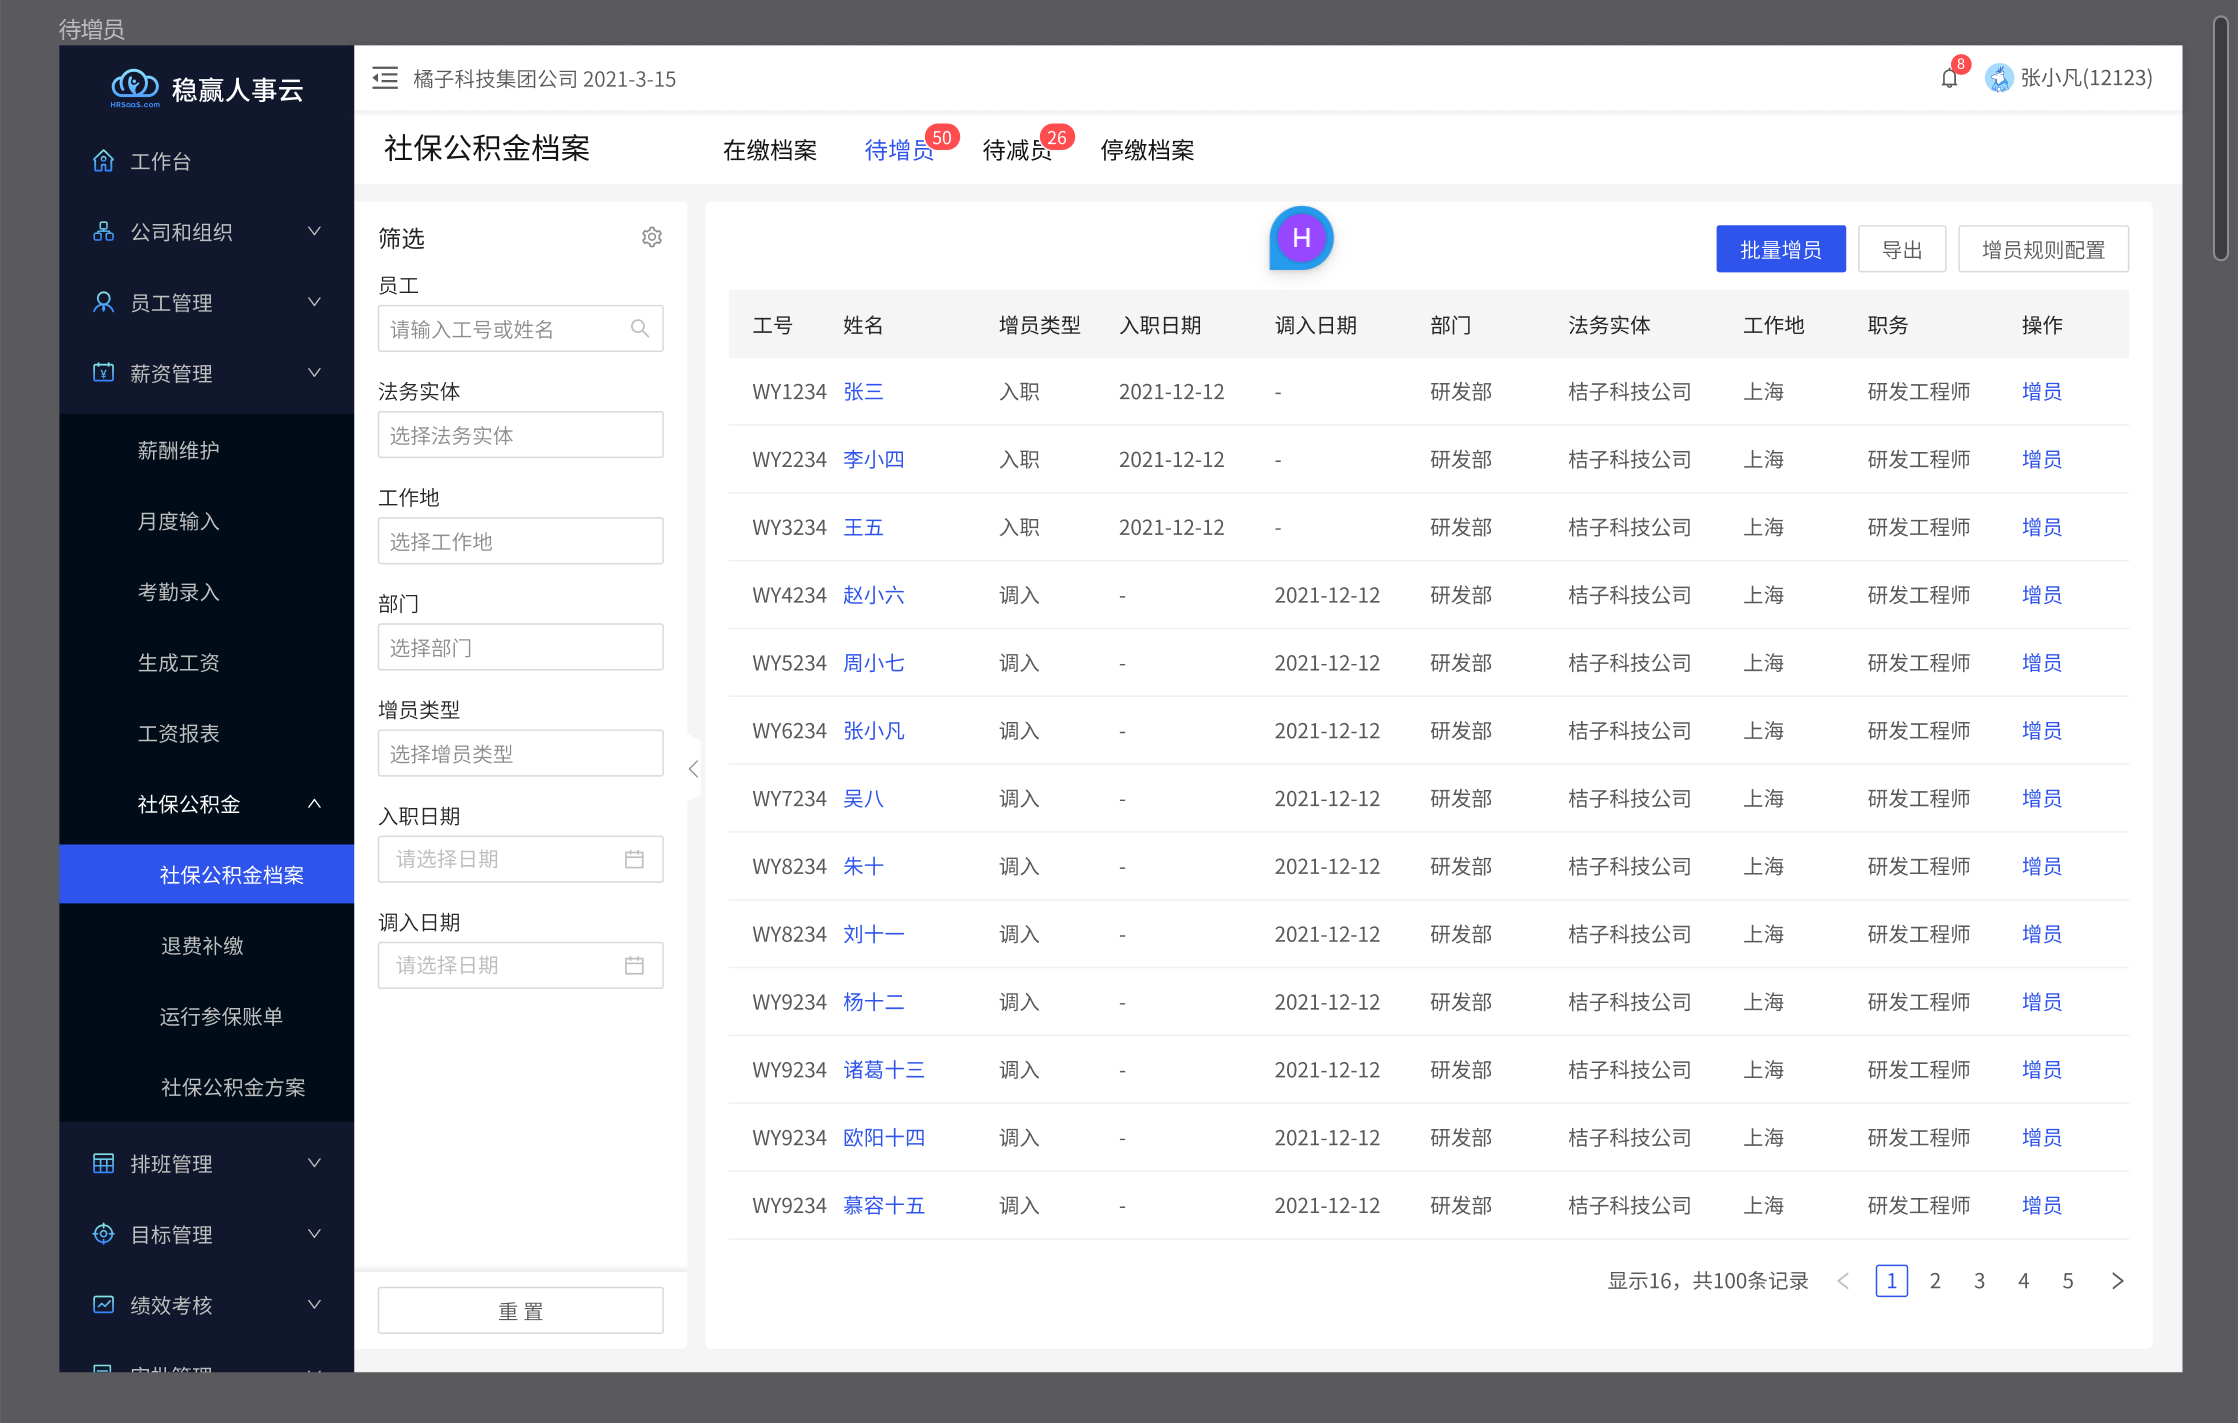 待增员
稳赢人事云
HRSaaS.com
橘子科技集团公司 2021-3-15
8
张小凡(12123)
工作台
公司和组织
员工管理
薪资管理
薪酬维护
月度输入
考勤录入
生成工资
工资报表
社保公积金
社保公积金档案
退费补缴
运行参保账单
社保公积金方案
排班管理
目标管理
绩效考核
社保公积金档案
在缴档案 待增员 50 待减员 26 停缴档案
筛选
员工
请输入工号或姓名
法务实体
选择法务实体
工作地
选择工作地
部门
选择部门
增员类型
选择增员类型
入职日期
请选择日期
调入日期
请选择日期
重 置
H
批量增员 导出 增员规则配置
工号 姓名 增员类型 入职日期 调入日期 部门 法务实体 工作地 职务 操作
WY1234 张三 入职 2021-12-12 - 研发部 桔子科技公司 上海 研发工程师 增员
WY2234 李小四 入职 2021-12-12 - 研发部 桔子科技公司 上海 研发工程师 增员
WY3234 王五 入职 2021-12-12 - 研发部 桔子科技公司 上海 研发工程师 增员
WY4234 赵小六 调入 - 2021-12-12 研发部 桔子科技公司 上海 研发工程师 增员
WY5234 周小七 调入 - 2021-12-12 研发部 桔子科技公司 上海 研发工程师 增员
WY6234 张小凡 调入 - 2021-12-12 研发部 桔子科技公司 上海 研发工程师 增员
WY7234 吴八 调入 - 2021-12-12 研发部 桔子科技公司 上海 研发工程师 增员
WY8234 朱十 调入 - 2021-12-12 研发部 桔子科技公司 上海 研发工程师 增员
WY8234 刘十一 调入 - 2021-12-12 研发部 桔子科技公司 上海 研发工程师 增员
WY9234 杨十二 调入 - 2021-12-12 研发部 桔子科技公司 上海 研发工程师 增员
WY9234 诸葛十三 调入 - 2021-12-12 研发部 桔子科技公司 上海 研发工程师 增员
WY9234 欧阳十四 调入 - 2021-12-12 研发部 桔子科技公司 上海 研发工程师 增员
WY9234 慕容十五 调入 - 2021-12-12 研发部 桔子科技公司 上海 研发工程师 增员
显示16，共100条记录 1 2 3 4 5